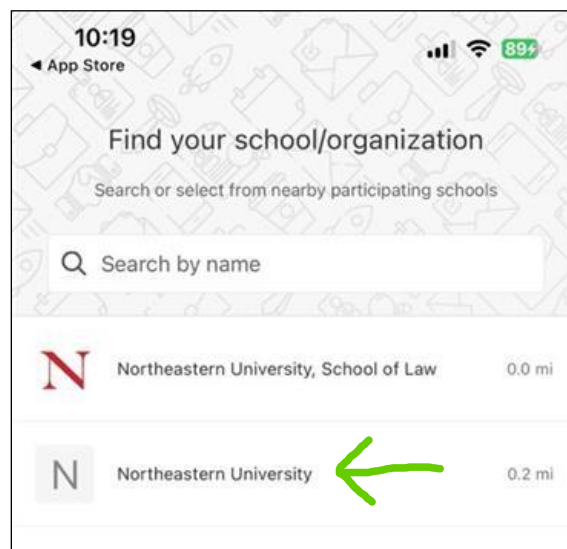 10:19
89
◀ App Store
Find your school/organization
Search or select from nearby participating schools
Search by name
N
Northeastern University, School of Law
0.0 mi
N
Northeastern University
0.2 mi